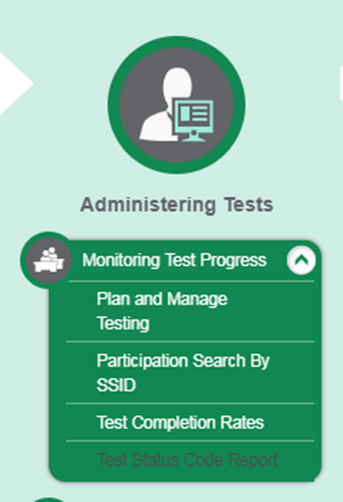 Administering Tests
Monitoring Test Progress
Plan and Manage
Testing
Participation Search By
SSID
Test Completion Rates
Test Status Code Report